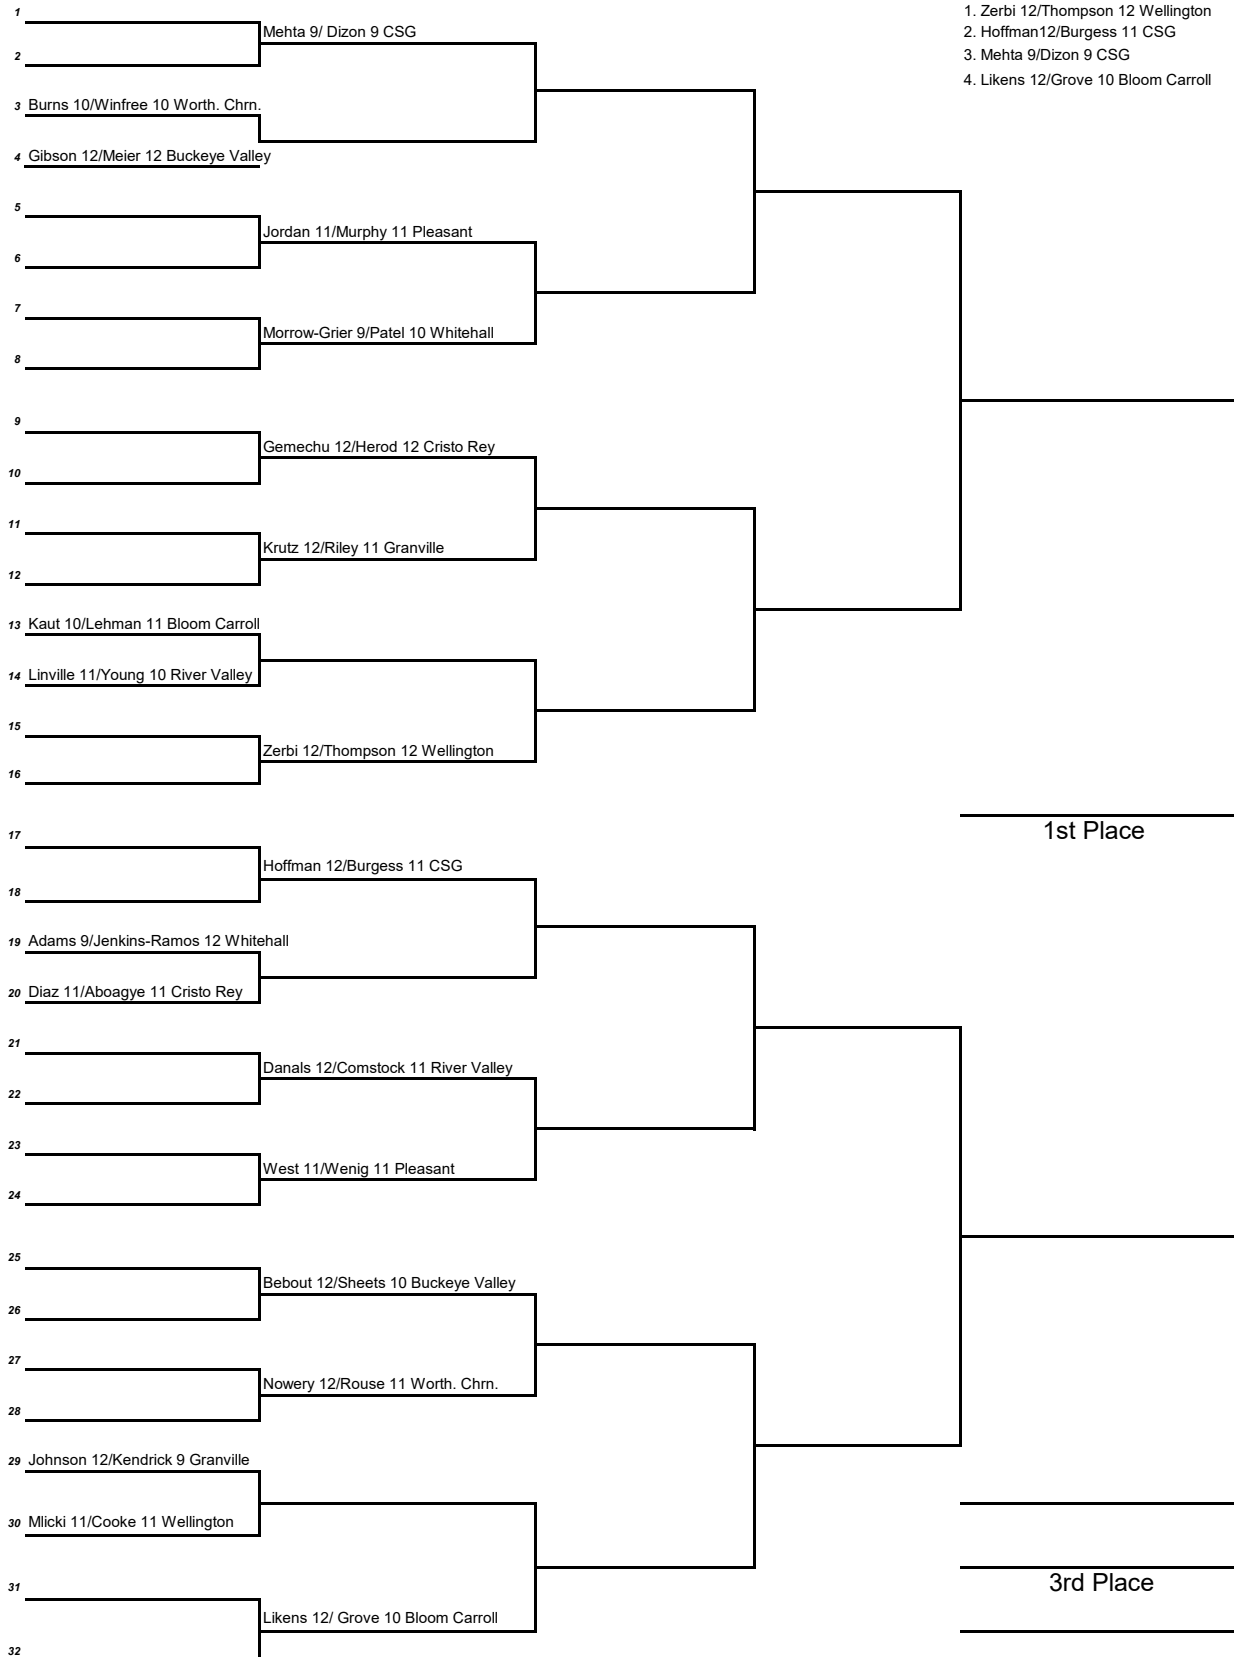 1
Mehta 9/ Dizon 9 CSG
2
3 Burns 10/Winfree 10 Worth. Chrn.
4 Gibson 12/Meier 12 Buckeye Valley
5
Jordan 11/Murphy 11 Pleasant
6
7
Morrow-Grier 9/Patel 10 Whitehall
8
9
Gemechu 12/Herod 12 Cristo Rey
10
11
Krutz 12/Riley 11 Granville
12
13 Kaut 10/Lehman 11 Bloom Carroll
14 Linville 11/Young 10 River Valley
15
Zerbi 12/Thompson 12 Wellington
16
17
Hoffman 12/Burgess 11 CSG
18
19 Adams 9/Jenkins-Ramos 12 Whitehall
20 Diaz 11/Aboagye 11 Cristo Rey
21
Danals 12/Comstock 11 River Valley
22
23
West 11/Wenig 11 Pleasant
24
25
Bebout 12/Sheets 10 Buckeye Valley
26
27
Nowery 12/Rouse 11 Worth. Chrn.
28
29 Johnson 12/Kendrick 9 Granville
30 Mlicki 11/Cooke 11 Wellington
31
Likens 12/ Grove 10 Bloom Carroll
32
1. Zerbi 12/Thompson 12 Wellington
2. Hoffman12/Burgess 11 CSG
3. Mehta 9/Dizon 9 CSG
4. Likens 12/Grove 10 Bloom Carroll
1st Place
3rd Place